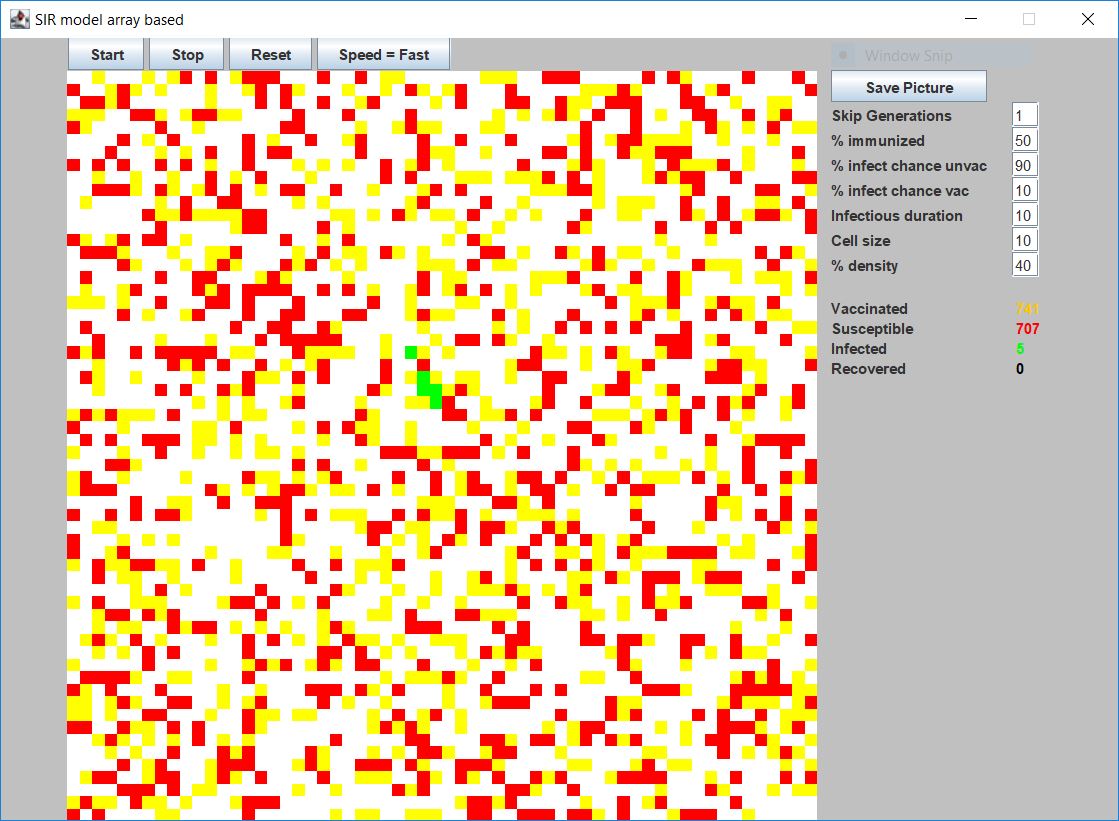 SIR model array based
Start Stop Reset Speed = Fast
Window Snip
Save Picture
Skip Generations 1
% immunized 50
% infect chance unvac 90
% infect chance vac 10
Infectious duration 10
Cell size 10
% density 40
Vaccinated 741
Susceptible 707
Infected 5
Recovered 0